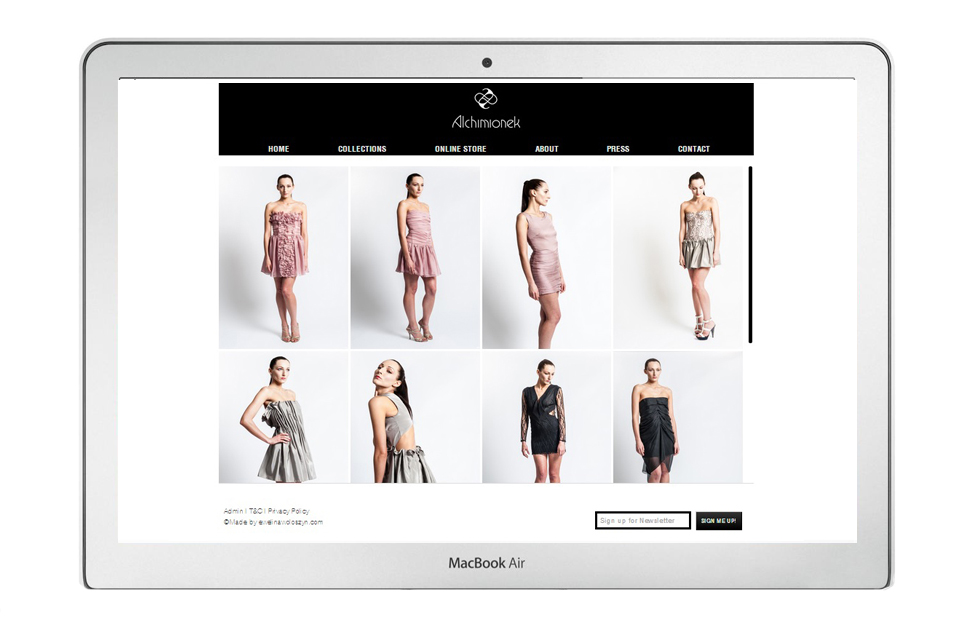 Alchimionek
HOME COLLECTIONS ONLINE STORE ABOUT PRESS CONTACT
Admin | T&C | Privacy Policy
©Made by ewelinawoloszyn.com
Sign up for Newsletter SIGN ME UP!
MacBook Air